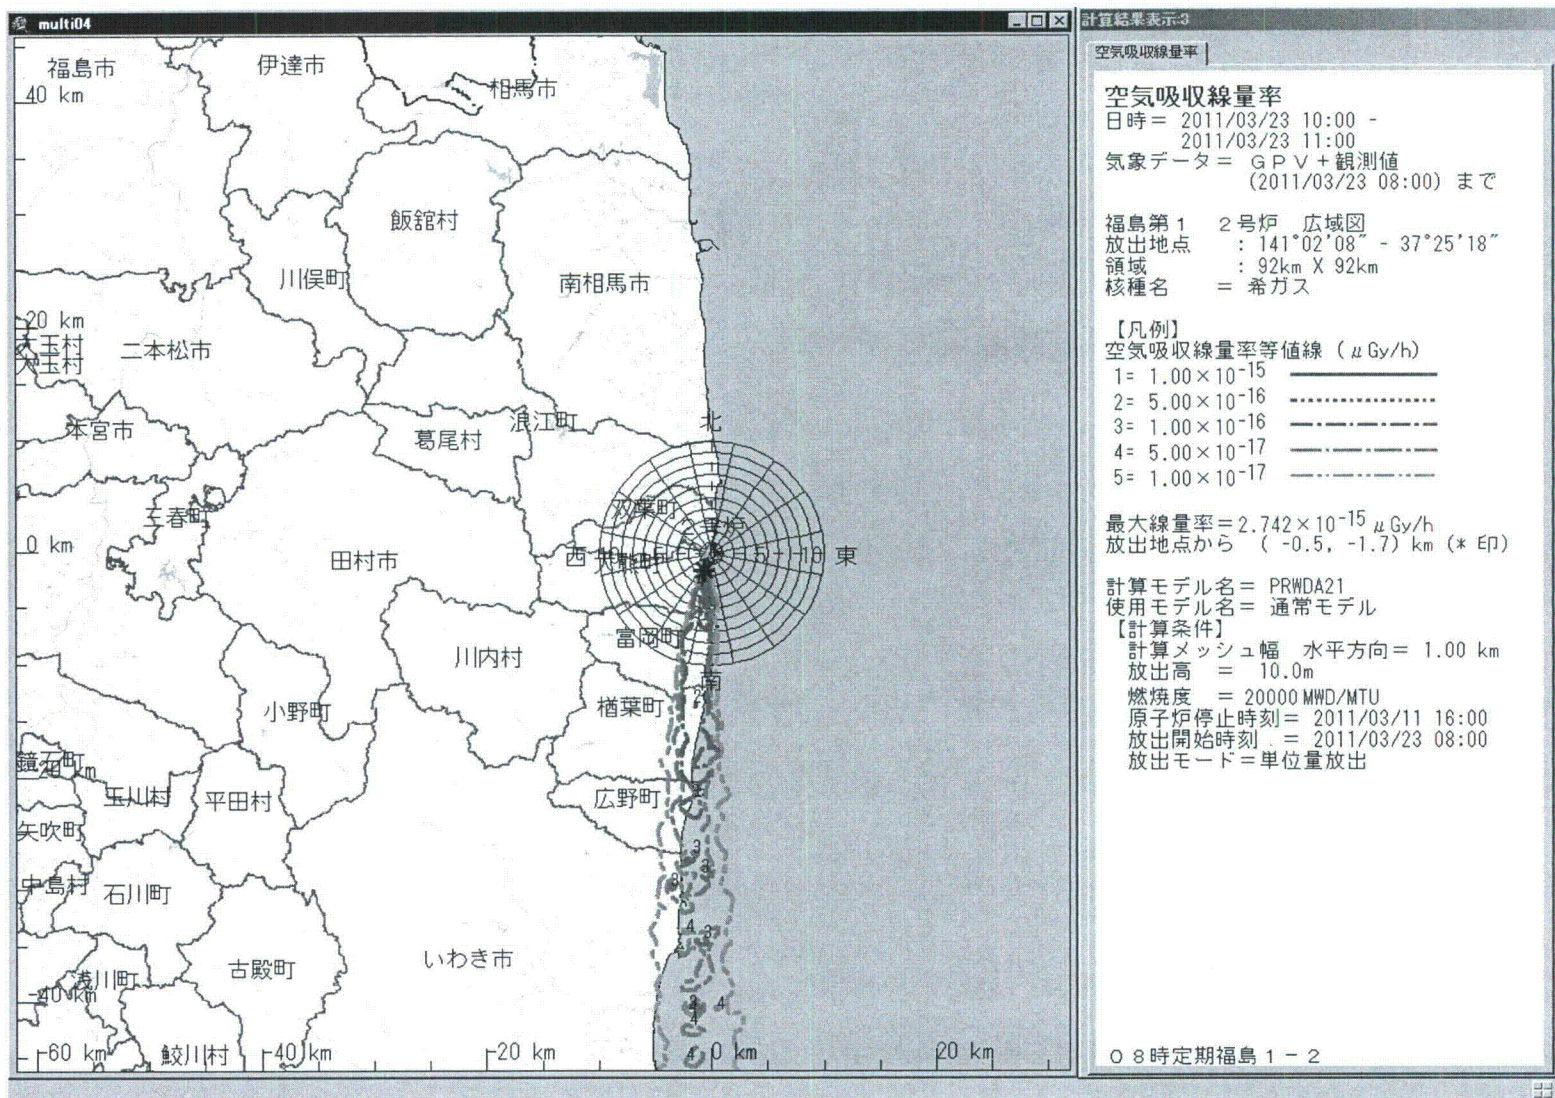 multi04
福島市
伊達市
相馬市
40 km
飯舘村
川俣町
南相馬市
20 km
大玉村
大玉村
二本松市
本宮市
葛尾村
浪江町
北
三春町
双葉町
0 km
田村市
西
東
富岡町
川内村
南
小野町
楢葉町
鏡石町
玉川村
平田村
広野町
矢吹町
中島村
石川町
いわき市
古殿町
浅川町
-40 km
鮫川村
-60 km
-40 km
-20 km
0 km
20 km
計算結果表示:3
空気吸収線量率
空気吸収線量率
日時＝ 2011/03/23 10:00 -
2011/03/23 11:00
気象データ＝ ＧＰＶ＋観測値
(2011/03/23 08:00) まで
福島第１　２号炉　広域図
放出地点　: 141°02'08" - 37°25'18"
領域　: 92km X 92km
核種名　＝ 希ガス
【凡例】
空気吸収線量率等値線 (μGy/h)
1= 1.00×10⁻¹⁵
2= 5.00×10⁻¹⁶
3= 1.00×10⁻¹⁶
4= 5.00×10⁻¹⁷
5= 1.00×10⁻¹⁷
最大線量率＝2.742×10⁻¹⁵ μGy/h
放出地点から　( -0.5, -1.7) km (* 印)
計算モデル名＝ PRWDA21
使用モデル名＝ 通常モデル
【計算条件】
計算メッシュ幅　水平方向＝ 1.00 km
放出高　＝ 10.0m
燃焼度　＝ 20000 MWD/MTU
原子炉停止時刻＝ 2011/03/11 16:00
放出開始時刻　＝ 2011/03/23 08:00
放出モード＝単位量放出
０８時定期福島１－２